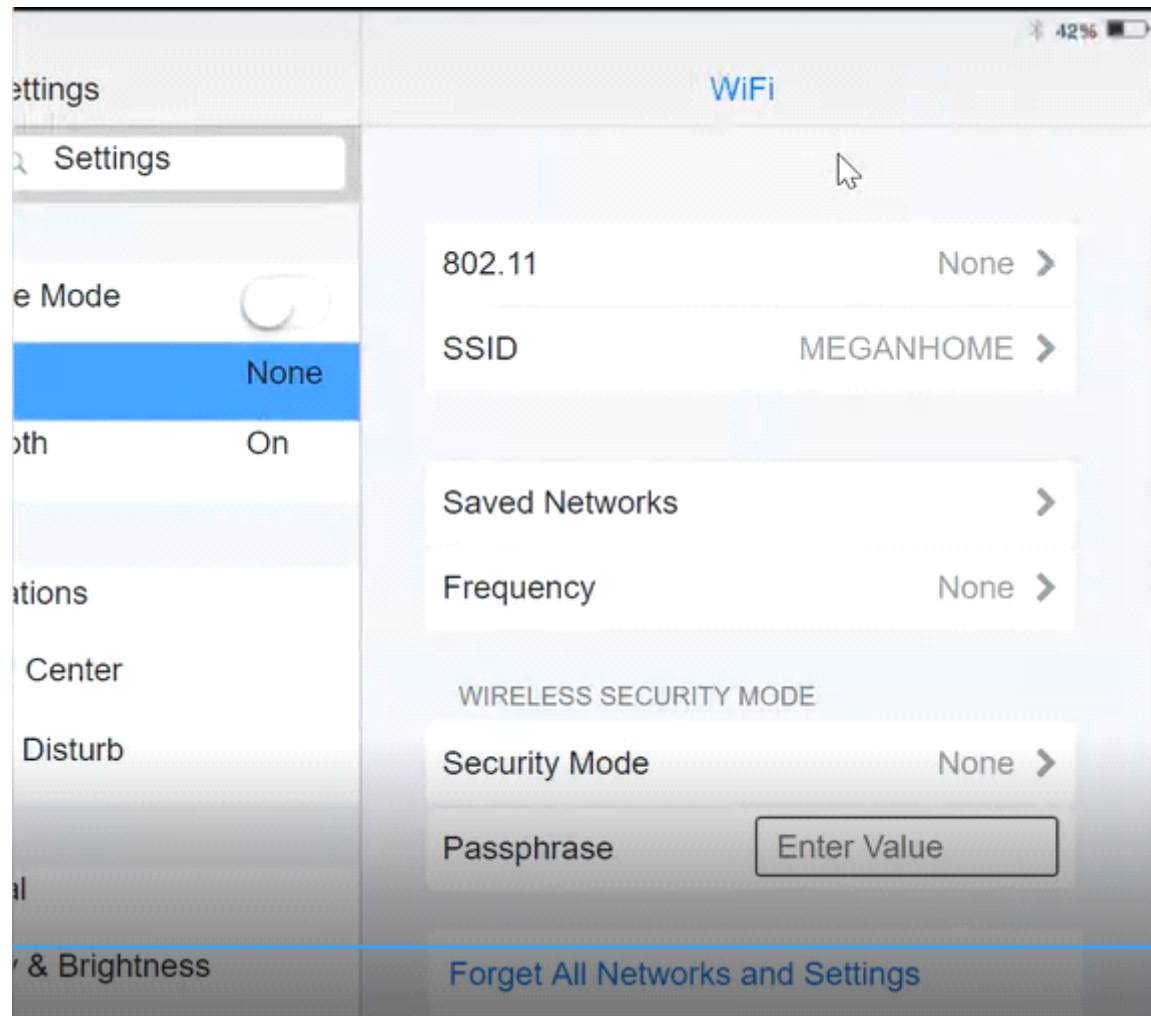 42%
ettings
WiFi
Settings
802.11 None
e Mode
SSID MEGANHOME
None
oth On
Saved Networks
ations
Frequency None
Center
WIRELESS SECURITY MODE
Disturb
Security Mode None
Passphrase Enter Value
al
& Brightness
Forget All Networks and Settings